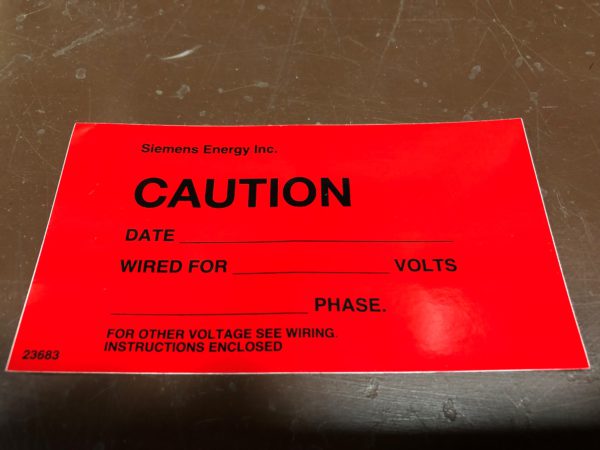 Siemens Energy Inc.
CAUTION
DATE
WIRED FOR VOLTS
PHASE.
FOR OTHER VOLTAGE SEE WIRING.
INSTRUCTIONS ENCLOSED
23683